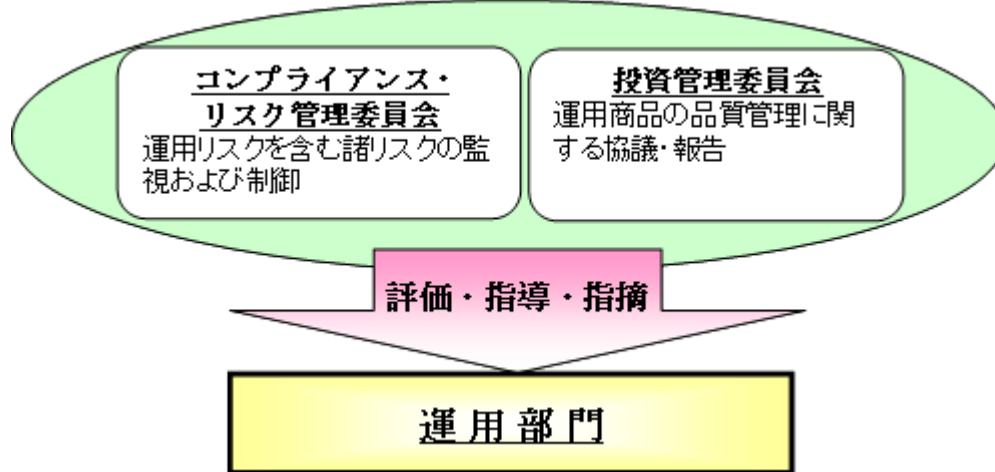 コンプライアンス・
リスク管理委員会
運用リスクを含む諸リスクの監
視および制御
投資管理委員会
運用商品の品質管理に関
する協議・報告
評価・指導・指摘
運用部門